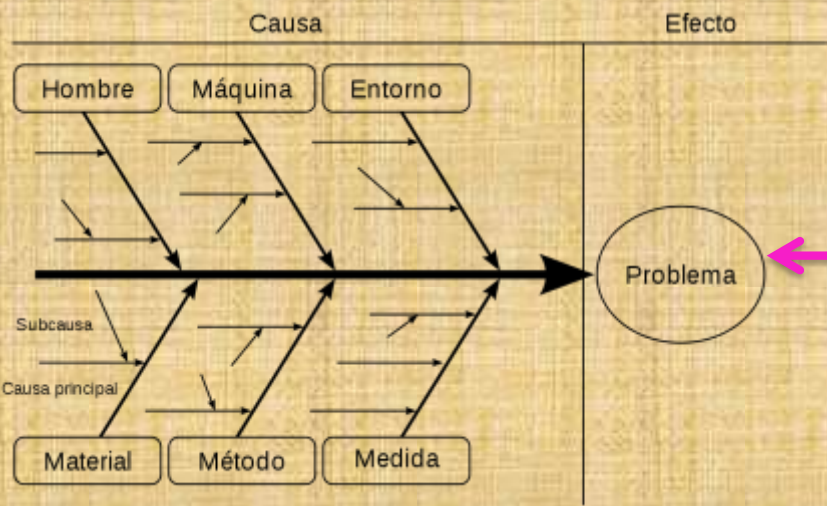 Causa
Efecto
Hombre
Máquina
Entorno
Problema
Subcausa
Causa principal
Material
Método
Medida